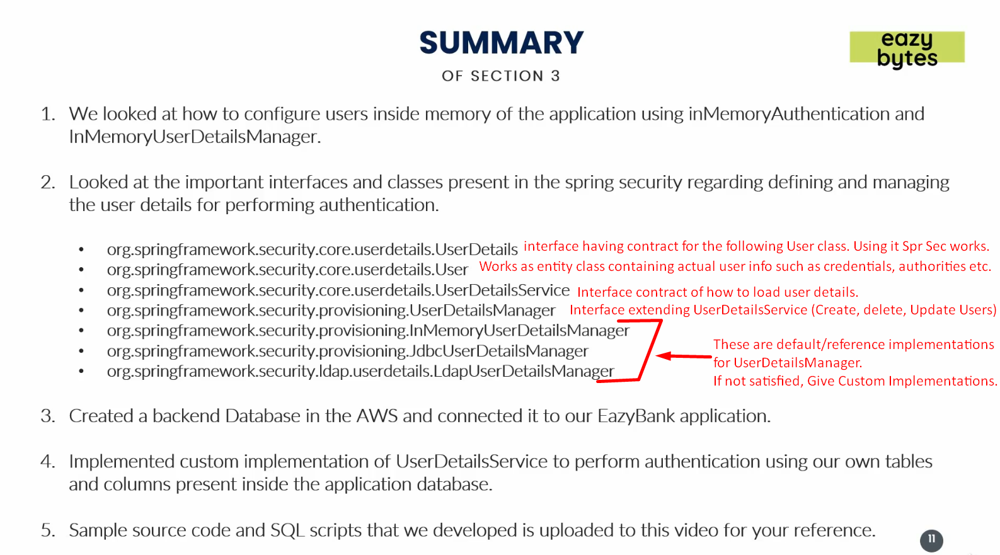 SUMMARY
eazy
bytes
OF SECTION 3
1. We looked at how to configure users inside memory of the application using inMemoryAuthentication and
InMemoryUserDetailsManager.
2. Looked at the important interfaces and classes present in the spring security regarding defining and managing
the user details for performing authentication.
• org.springframework.security.core.userdetails.UserDetails interface having contract for the following User class. Using it Spr Sec works.
• org.springframework.security.core.userdetails.User Works as entity class containing actual user info such as credentials, authorities etc.
• org.springframework.security.core.userdetails.UserDetailsService Interface contract of how to load user details.
• org.springframework.security.provisioning.UserDetailsManager Interface extending UserDetailsService (Create, delete, Update Users)
• org.springframework.security.provisioning.InMemoryUserDetailsManager
• org.springframework.security.provisioning.JdbcUserDetailsManager
• org.springframework.security.ldap.userdetails.LdapUserDetailsManager
These are default/reference implementations
for UserDetailsManager.
If not satisfied, Give Custom Implementations.
3. Created a backend Database in the AWS and connected it to our EazyBank application.
4. Implemented custom implementation of UserDetailsService to perform authentication using our own tables
and columns present inside the application database.
5. Sample source code and SQL scripts that we developed is uploaded to this video for your reference.
11